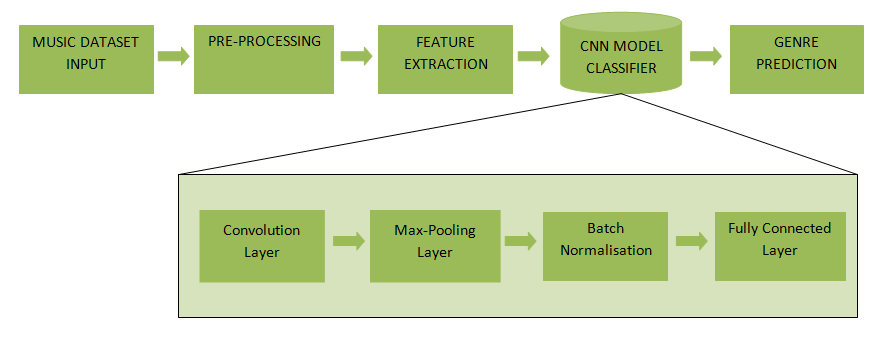 MUSIC DATASET
INPUT
PRE-PROCESSING
FEATURE
EXTRACTION
CNN MODEL
CLASSIFIER
GENRE
PREDICTION
Convolution
Layer
Max-Pooling
Layer
Batch
Normalisation
Fully Connected
Layer